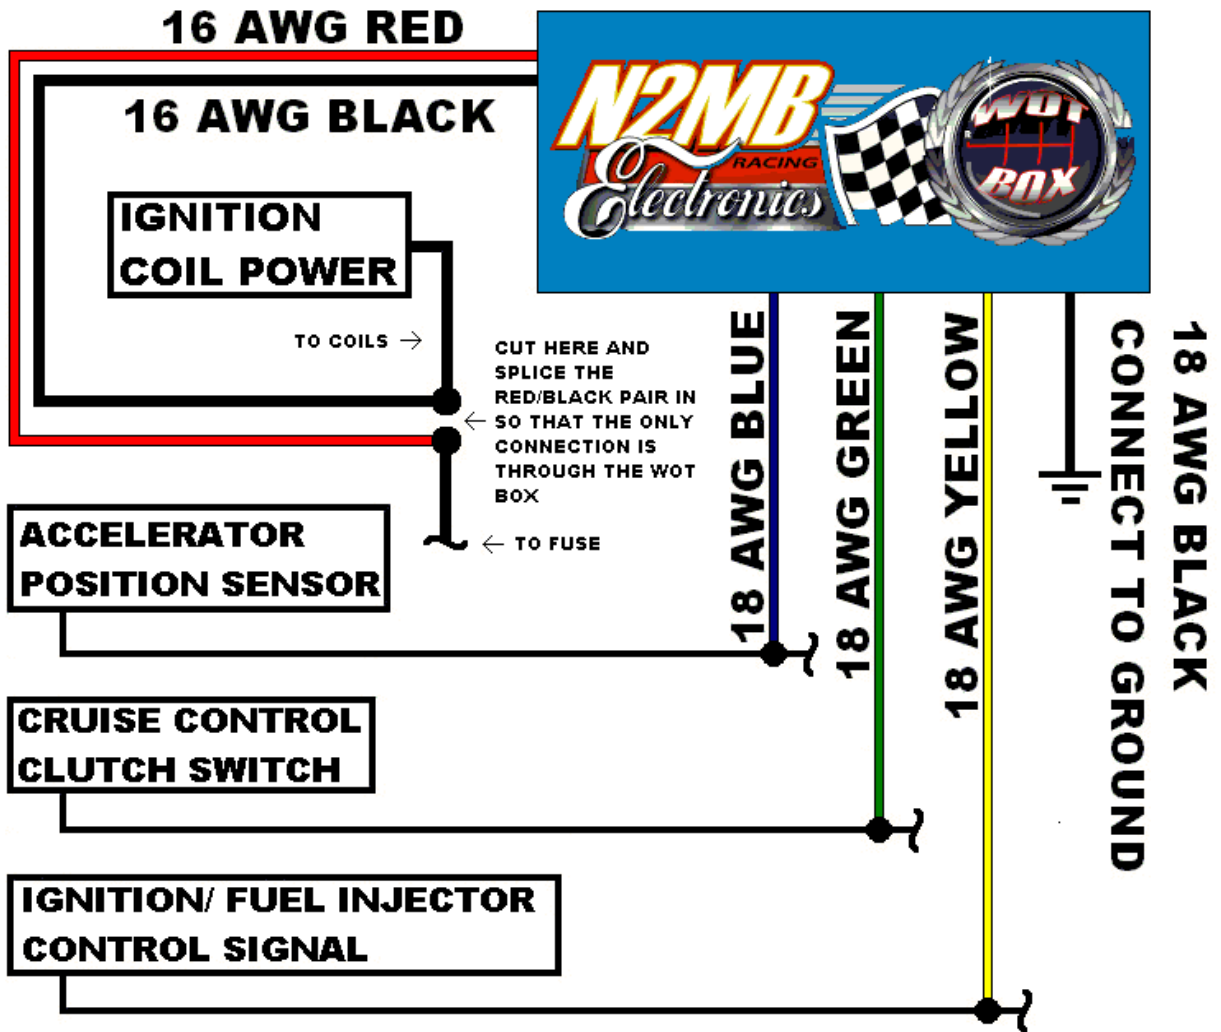 16 AWG RED
16 AWG BLACK
N2MB
RACING
Electronics
WOT
R
BOX
IGNITION
COIL POWER
TO COILS →
CUT HERE AND
SPLICE THE
RED/BLACK PAIR IN
← SO THAT THE ONLY
CONNECTION IS
THROUGH THE WOT
BOX
← TO FUSE
ACCELERATOR
POSITION SENSOR
CRUISE CONTROL
CLUTCH SWITCH
IGNITION/ FUEL INJECTOR
CONTROL SIGNAL
18 AWG BLUE
18 AWG GREEN
18 AWG YELLOW
18 AWG BLACK
CONNECT TO GROUND